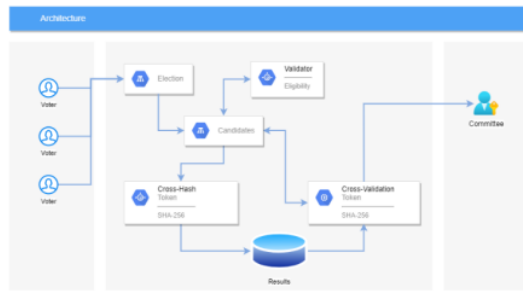 Architecture
Voter
Voter
Voter
Election
Validator
Eligibility
Candidates
Cross-Hash
Token
SHA-256
Cross-Validation
Token
SHA-256
Results
Committee